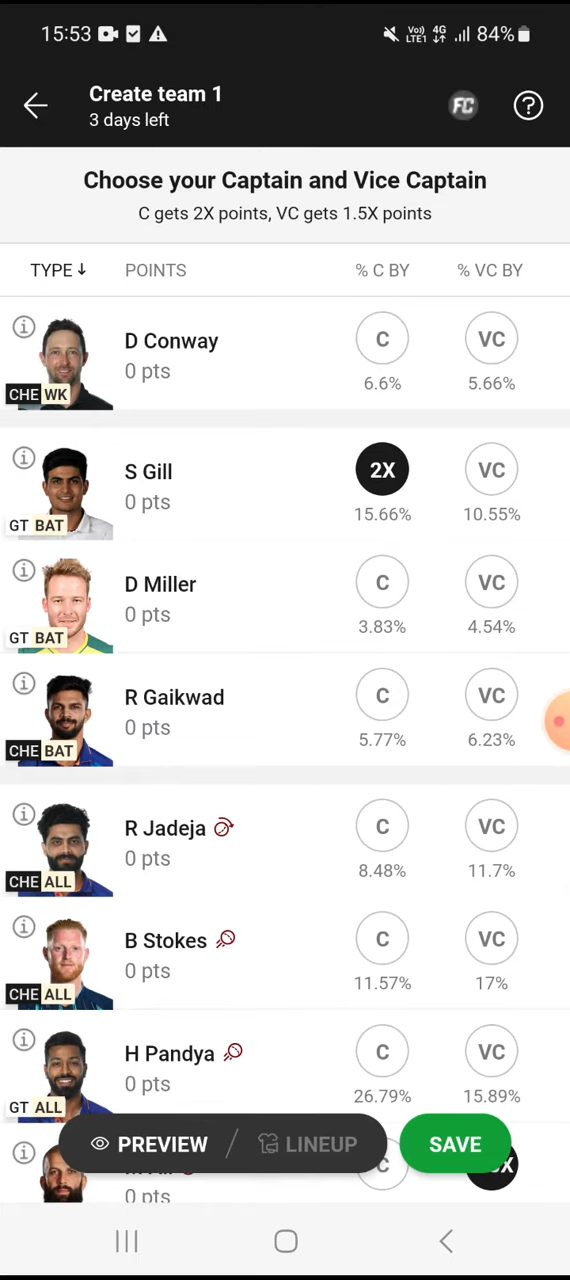 15:53 Vo) LTE1 4G 84%
Create team 1
3 days left
FC
Choose your Captain and Vice Captain
C gets 2X points, VC gets 1.5X points
TYPE POINTS % C BY % VC BY
D Conway
0 pts
C VC
6.6% 5.66%
CHE WK
S Gill
0 pts
2X VC
15.66% 10.55%
GT BAT
D Miller
0 pts
C VC
3.83% 4.54%
GT BAT
R Gaikwad
0 pts
C VC
5.77% 6.23%
CHE BAT
R Jadeja
0 pts
C VC
8.48% 11.7%
CHE ALL
B Stokes
0 pts
C VC
11.57% 17%
CHE ALL
H Pandya
0 pts
C VC
26.79% 15.89%
GT ALL
PREVIEW / LINEUP SAVE
C
0 pts